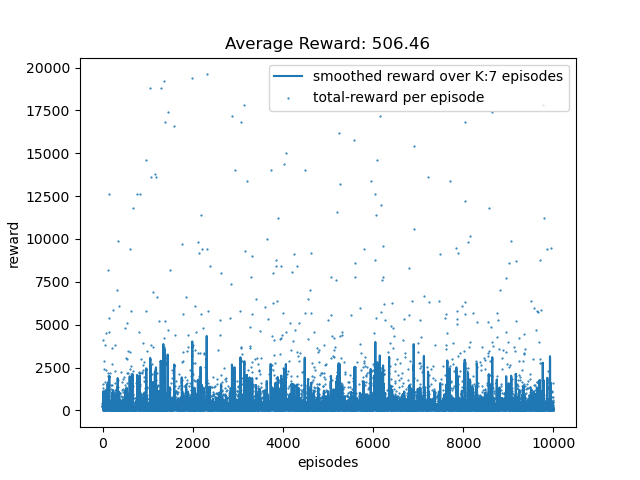 Average Reward: 506.46
smoothed reward over K:7 episodes
total-reward per episode
reward
20000
17500
15000
12500
10000
7500
5000
2500
0
0 2000 4000 6000 8000 10000
episodes